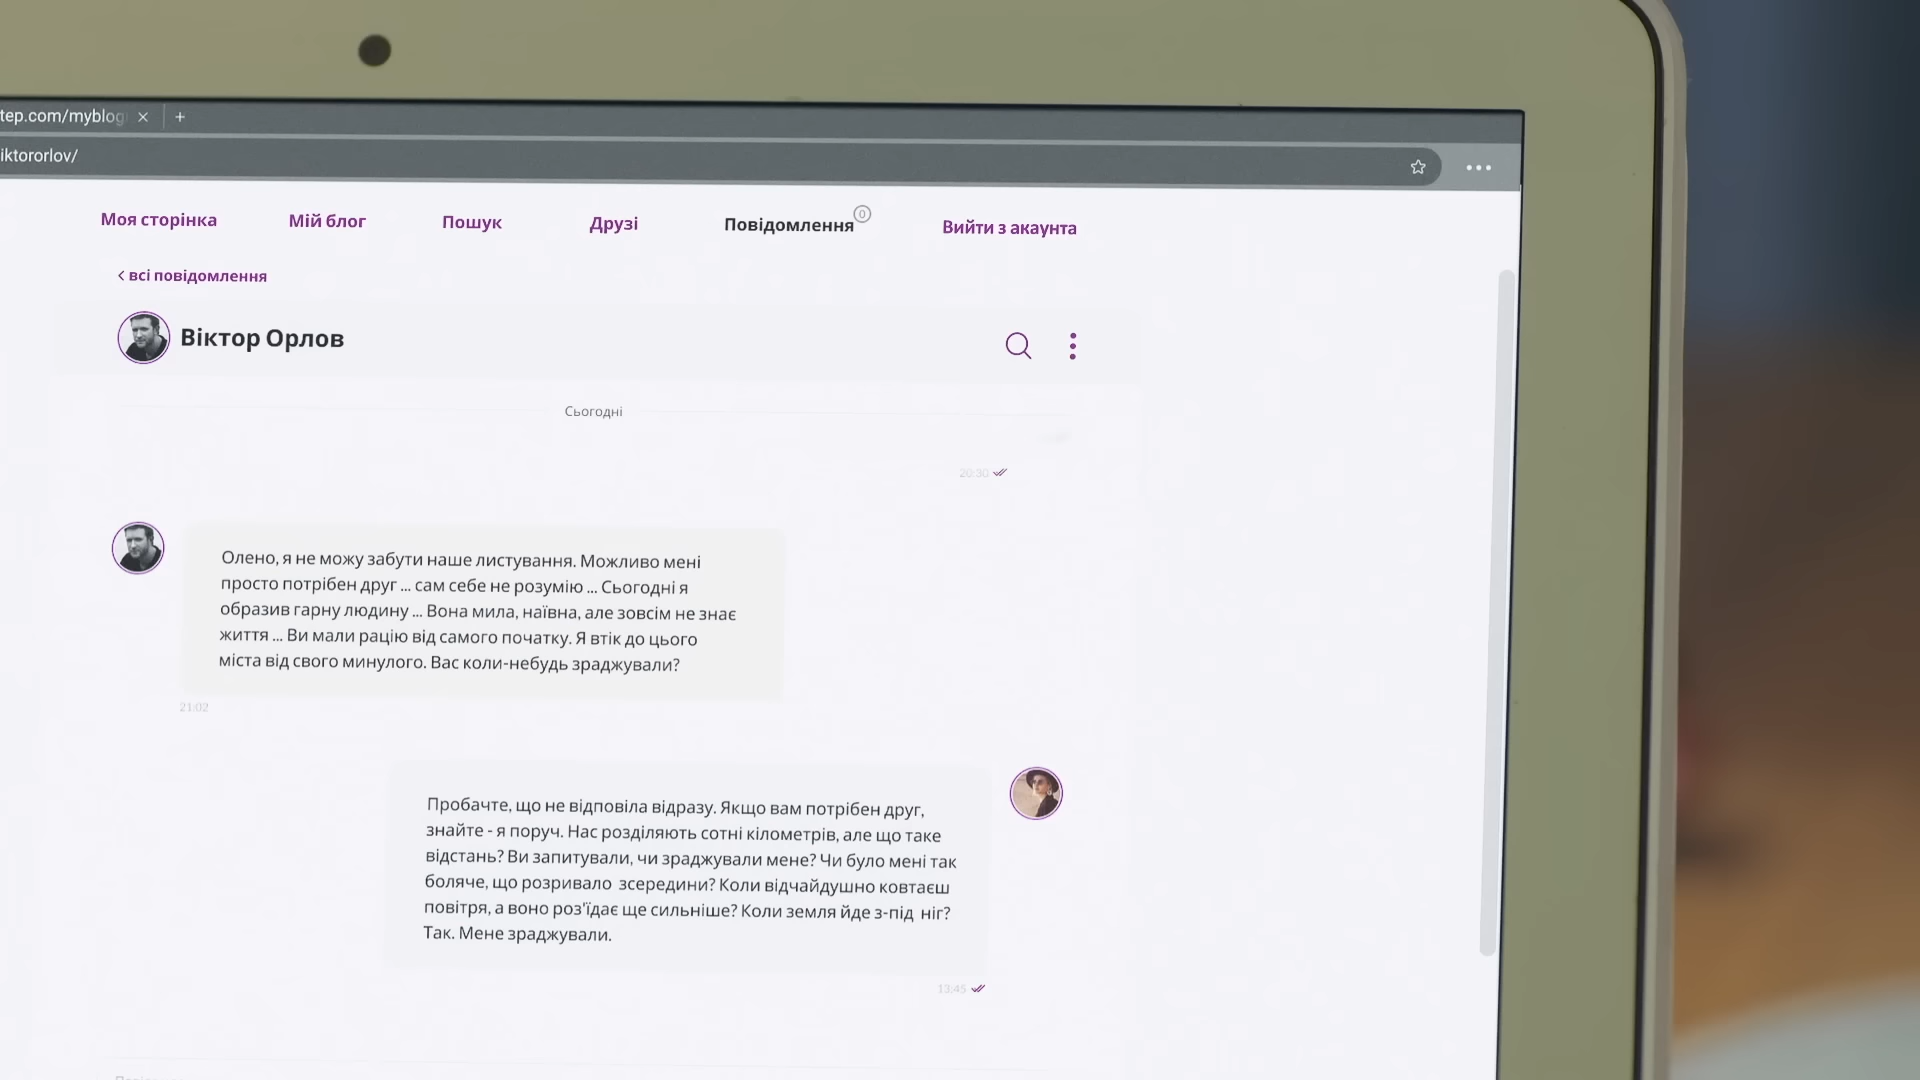 tep.com/myblog
iktororlov/
Моя сторінка Мій блог Пошук Друзі Повідомлення 0 Вийти з акаунта
всі повідомлення
Віктор Орлов
Сьогодні
20:30
Олено, я не можу забути наше листування. Можливо мені
просто потрібен друг ... сам себе не розумію ... Сьогодні я
образив гарну людину ... Вона мила, наївна, але зовсім не знає
життя ... Ви мали рацію від самого початку. Я втік до цього
міста від свого минулого. Вас коли-небудь зраджували?
21:02
Пробачте, що не відповіла відразу. Якщо вам потрібен друг,
знайте - я поруч. Нас розділяють сотні кілометрів, але що таке
відстань? Ви запитували, чи зраджували мене? Чи було мені так
боляче, що розривало зсередини? Коли відчайдушно ковтаєш
повітря, а воно роз'їдає ще сильніше? Коли земля йде з-під ніг?
Так. Мене зраджували.
13:45